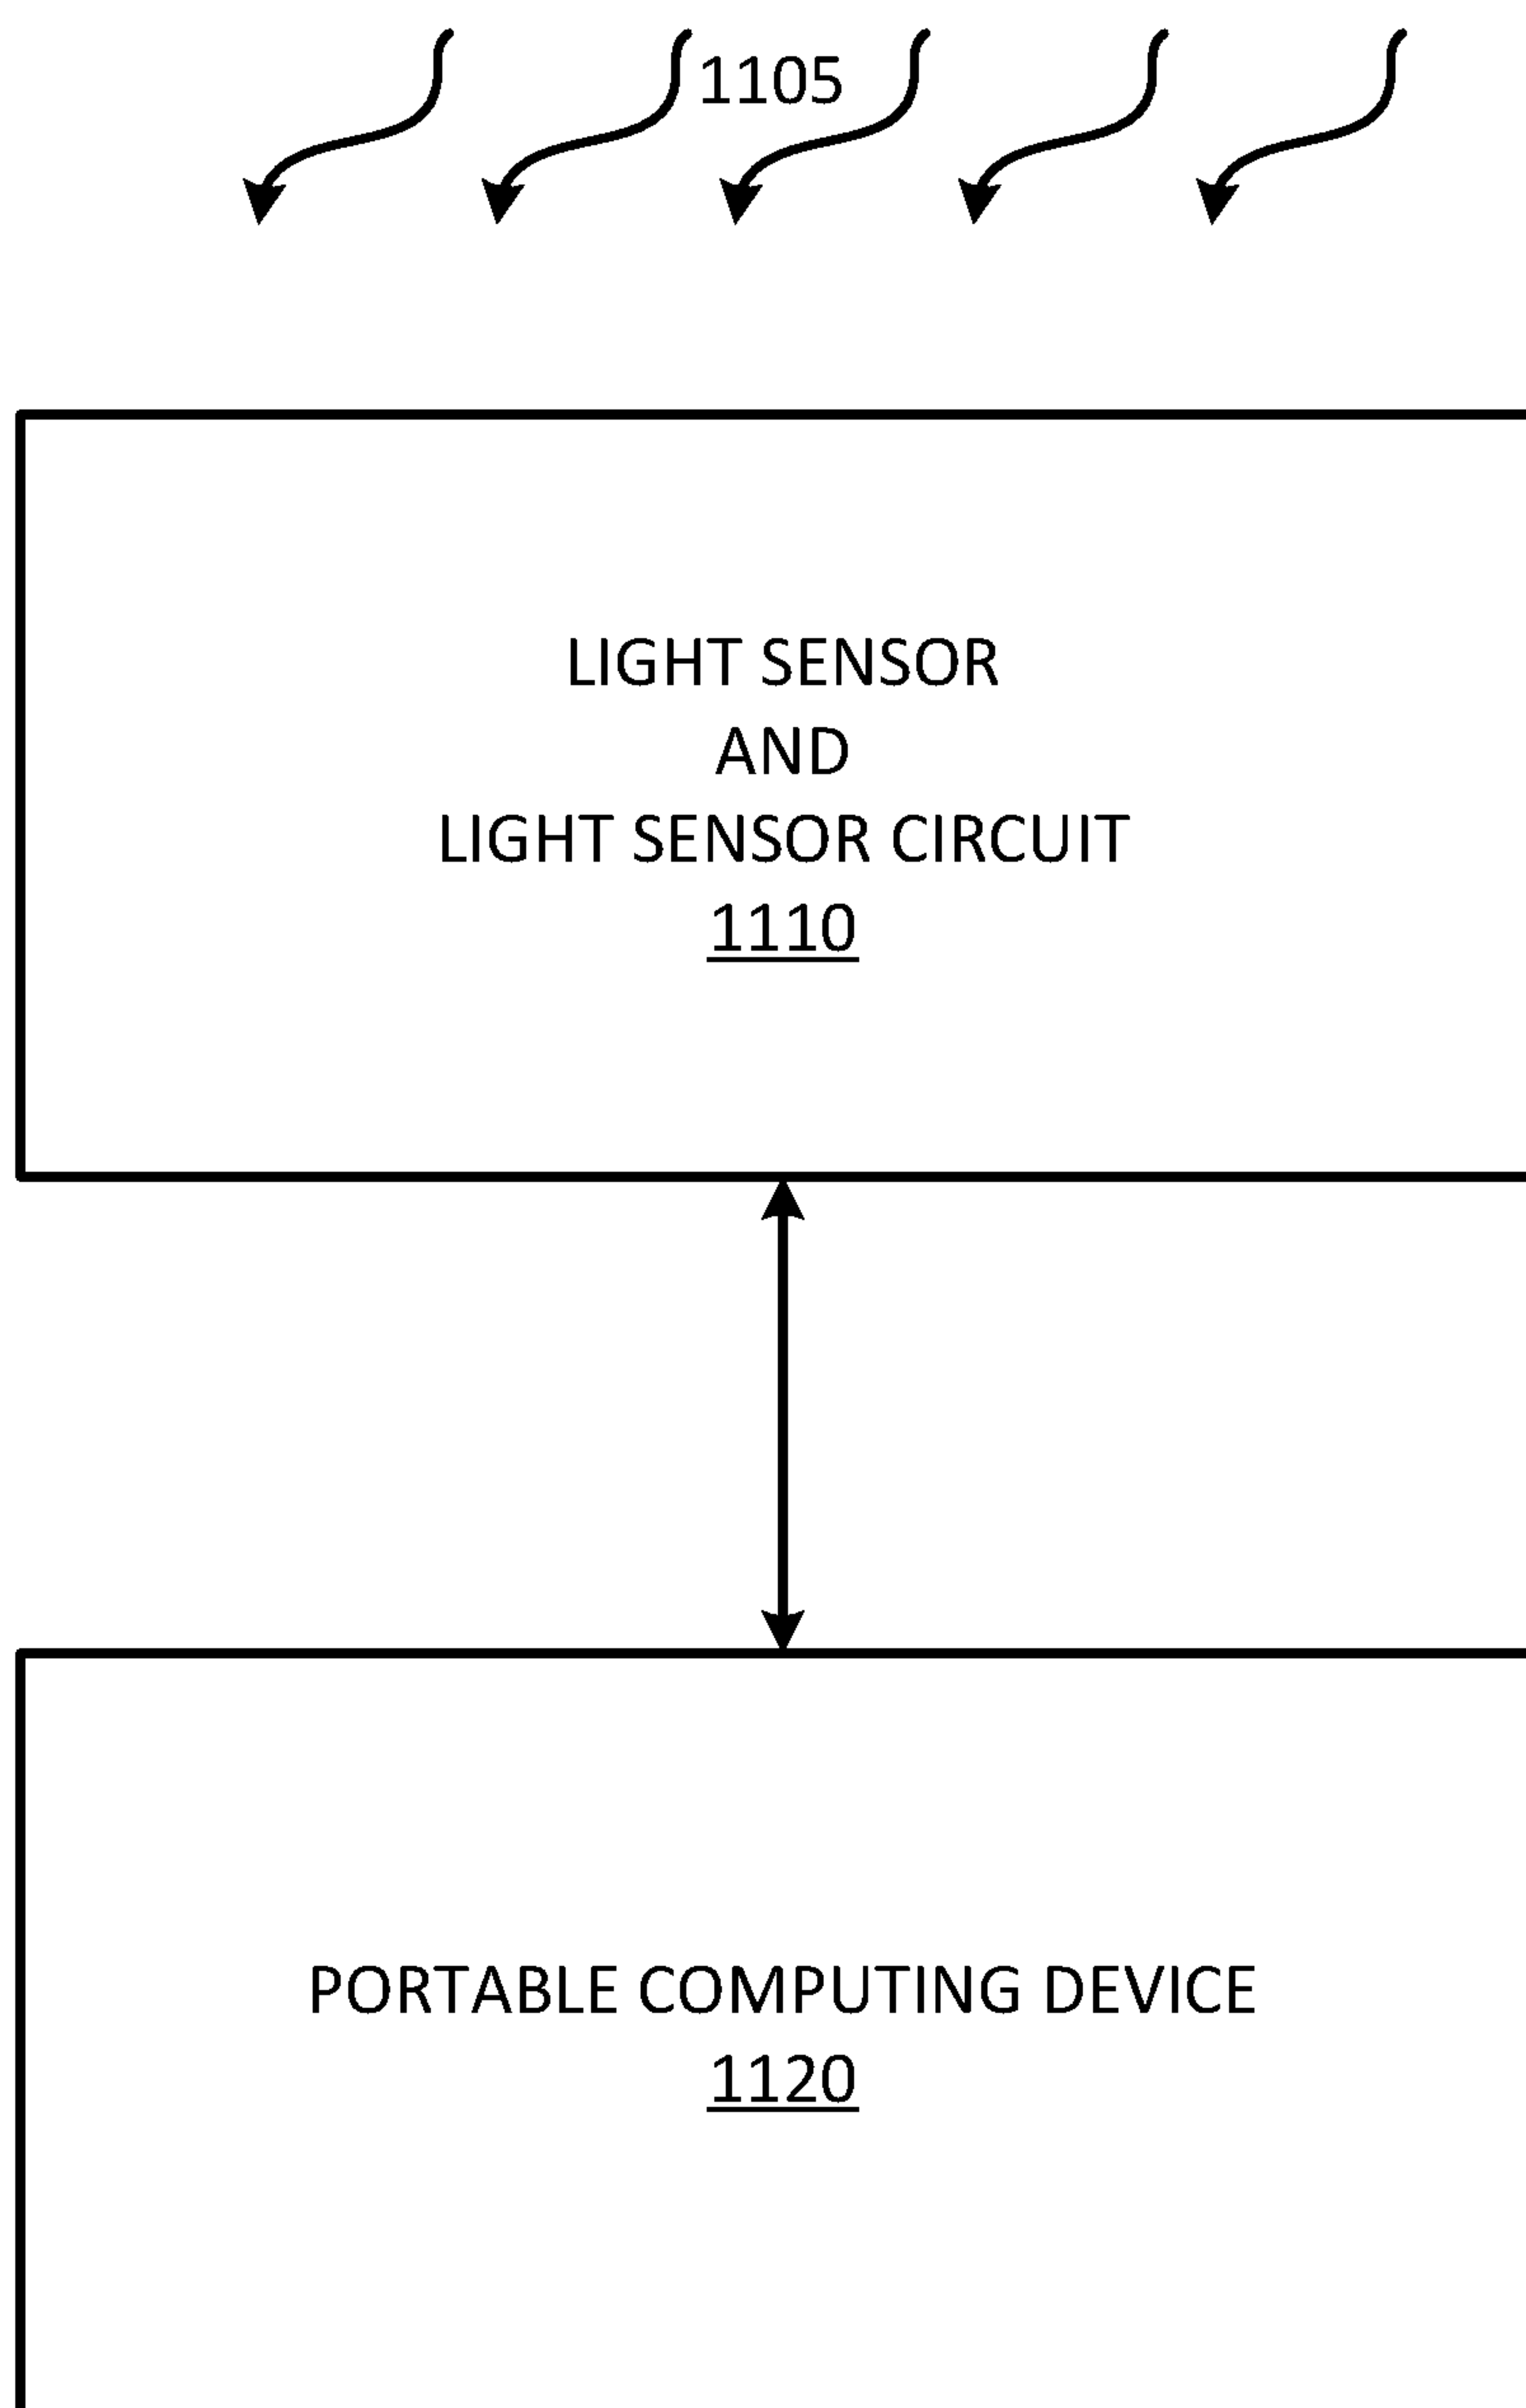 1105
LIGHT SENSOR
AND
LIGHT SENSOR CIRCUIT
1110
PORTABLE COMPUTING DEVICE
1120